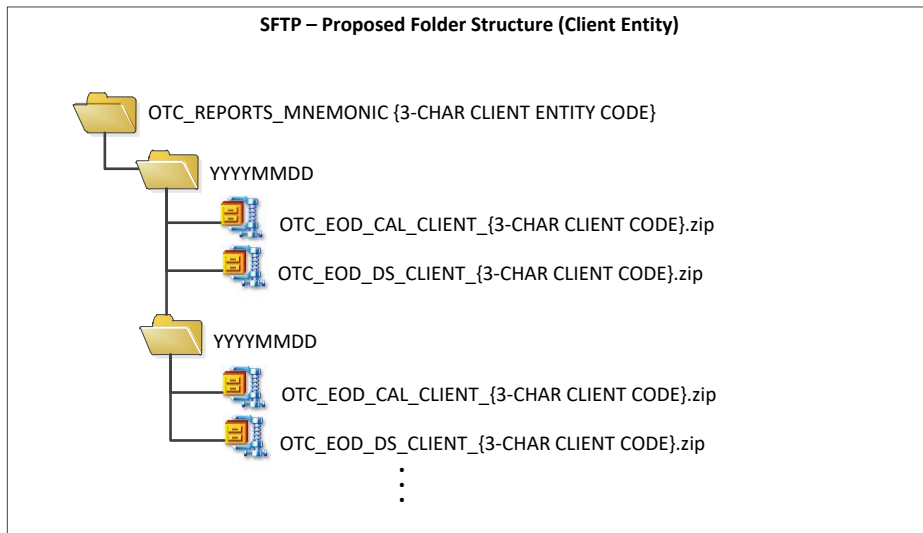 SFTP – Proposed Folder Structure (Client Entity)
OTC_REPORTS_MNEMONIC {3-CHAR CLIENT ENTITY CODE}
YYYYMMDD
OTC_EOD_CAL_CLIENT_{3-CHAR CLIENT CODE}.zip
OTC_EOD_DS_CLIENT_{3-CHAR CLIENT CODE}.zip
YYYYMMDD
OTC_EOD_CAL_CLIENT_{3-CHAR CLIENT CODE}.zip
OTC_EOD_DS_CLIENT_{3-CHAR CLIENT CODE}.zip